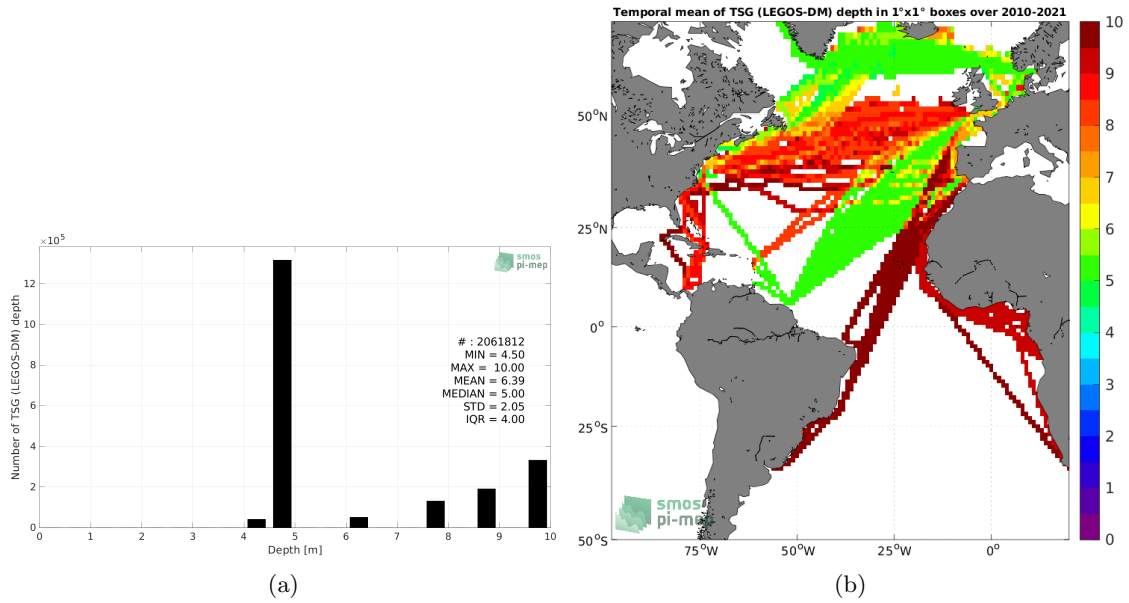 ×10⁵
12
10
8
6
4
2
0
Number of TSG (LEGOS-DM) depth
smos
pi-mep
# : 2061812
MIN = 4.50
MAX = 10.00
MEAN = 6.39
MEDIAN = 5.00
STD = 2.05
IQR = 4.00
0 1 2 3 4 5 6 7 8 9 10
Depth [m]
(a)
Temporal mean of TSG (LEGOS-DM) depth in 1°x1° boxes over 2010-2021
50°N
25°N
0°
25°S
50°S
75°W 50°W 25°W 0°
smos
pi-mep
10
9
8
7
6
5
4
3
2
1
0
(b)